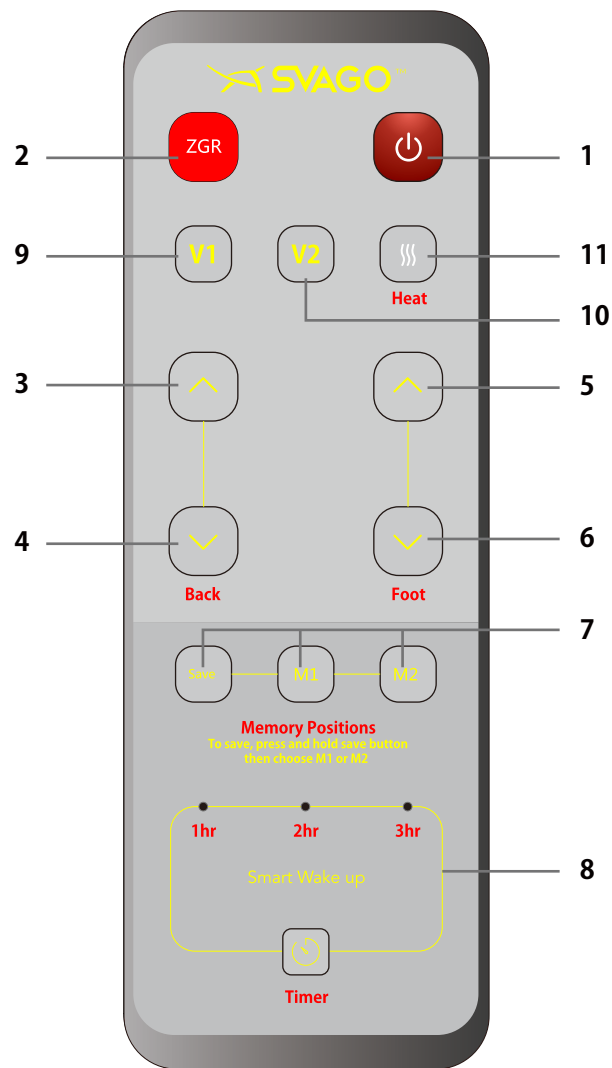 SVAGO™
2
ZGR
1
9
V1
V2
11
Heat
10
3
5
4
6
Back
Foot
7
Save
M1
M2
Memory Positions
To save, press and hold save button
then choose M1 or M2
1hr
2hr
3hr
Smart Wake up
8
Timer